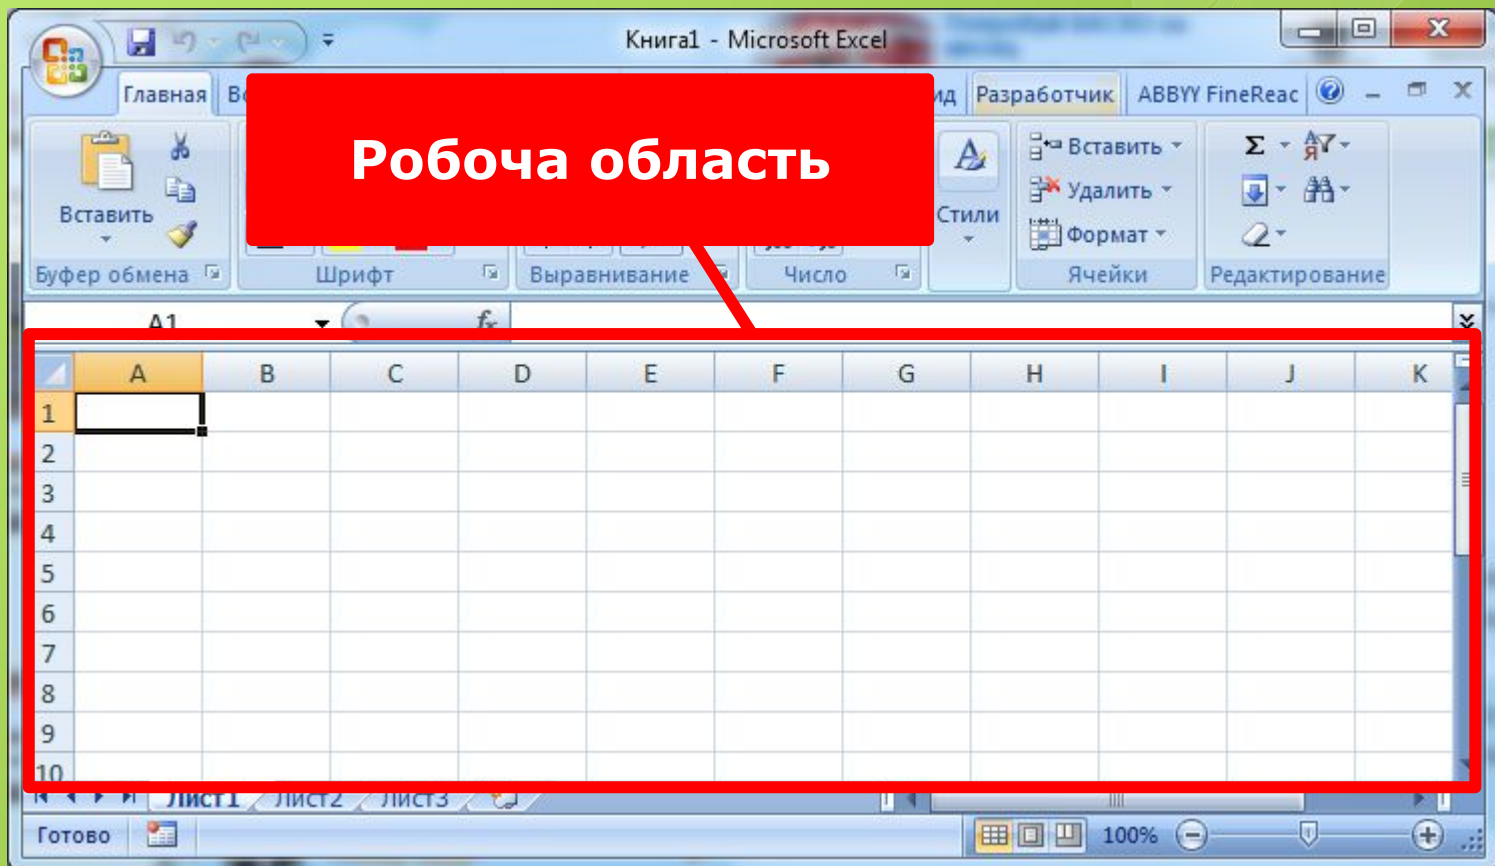 Книга1 - Microsoft Excel
Главная
Разработчик
ABBYY FineReac
Робоча область
Вставить
Стили
Вставить
Удалить
Формат
Σ
Буфер обмена
Шрифт
Выравнивание
Число
Ячейки
Редактирование
A1
fx
A B C D E F G H I J K
1
2
3
4
5
6
7
8
9
10
Лист1 Лист2 Лист3
Готово
100%